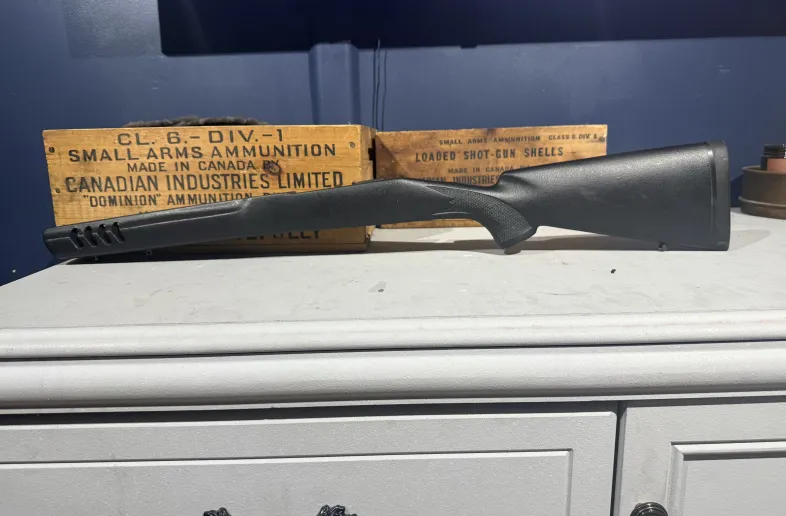 CL. 6.-DIV.-1
SMALL ARMS AMMUNITION
MADE IN CANADA BY
CANADIAN INDUSTRIES LIMITED
"DOMINION" AMMUNITION
SMALL ARMS AMMUNITION CLASS 6 DIV.
LOADED SHOT-GUN SHELLS
MADE IN CANADA
INDUSTRIES